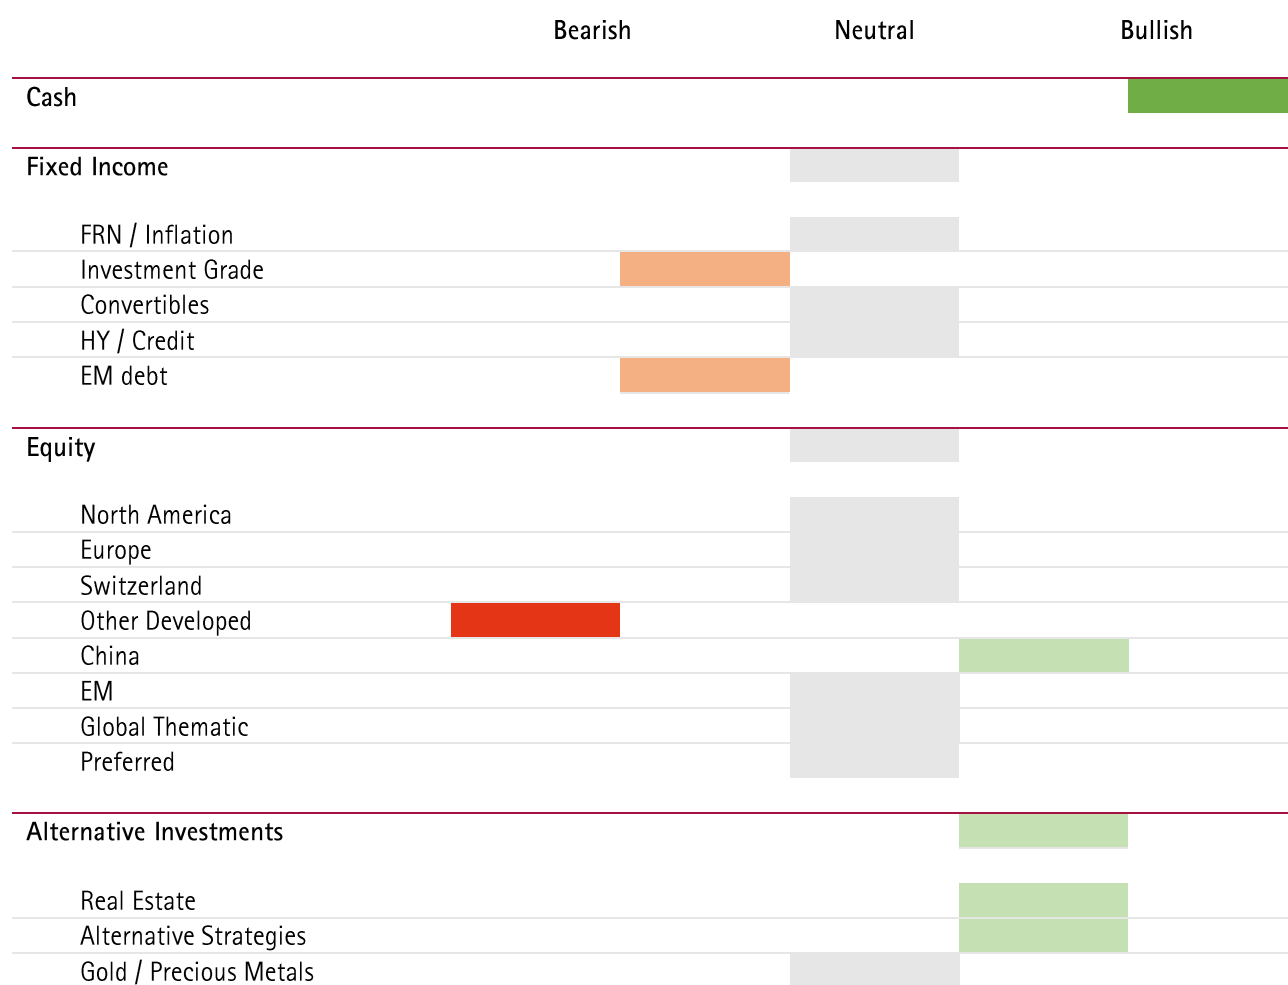 Bearish Neutral Bullish
Cash
Fixed Income
FRN / Inflation
Investment Grade
Convertibles
HY / Credit
EM debt
Equity
North America
Europe
Switzerland
Other Developed
China
EM
Global Thematic
Preferred
Alternative Investments
Real Estate
Alternative Strategies
Gold / Precious Metals